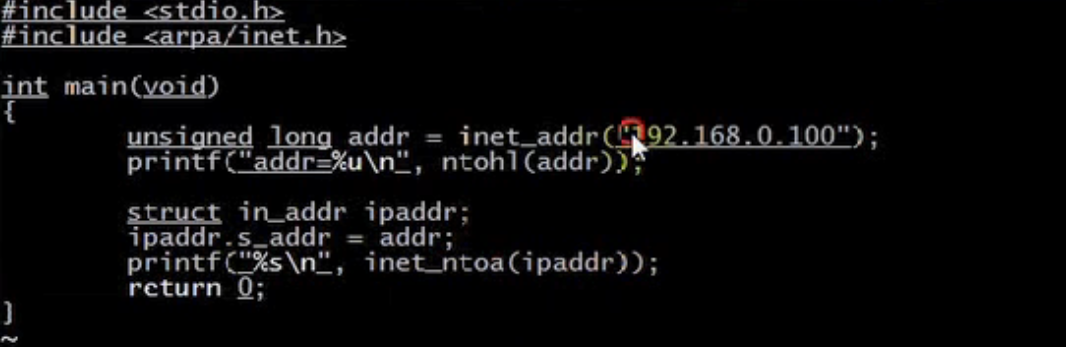 #include <stdio.h>
#include <arpa/inet.h>

int main(void)
{
        unsigned long addr = inet_addr("192.168.0.100");
        printf("addr=%u\n", ntohl(addr));

        struct in_addr ipaddr;
        ipaddr.s_addr = addr;
        printf("%s\n", inet_ntoa(ipaddr));
        return 0;
}
~